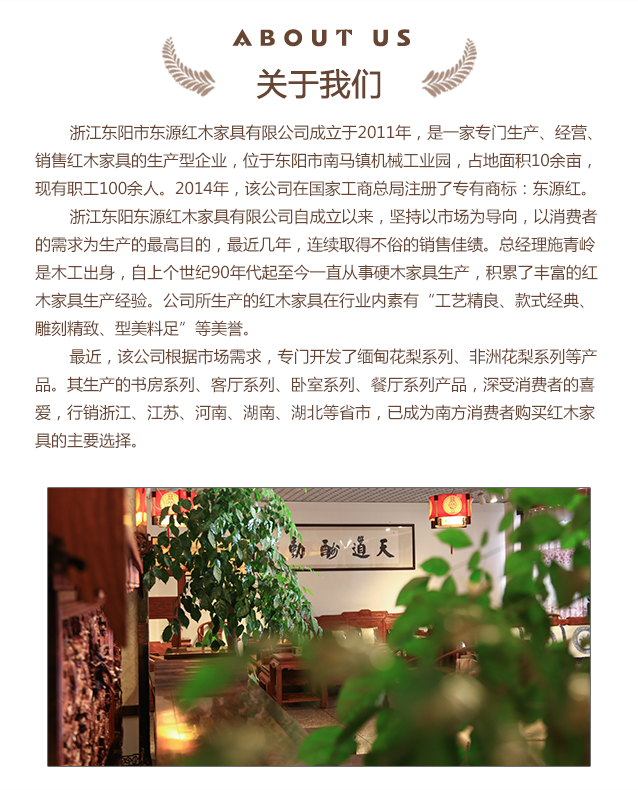 ABOUT US
关于我们
浙江东阳市东源红木家具有限公司成立于2011年，是一家专门生产、经营、
销售红木家具的生产型企业，位于东阳市南马镇机械工业园，占地面积10余亩，
现有职工100余人。2014年，该公司在国家工商总局注册了专有商标：东源红。
浙江东阳东源红木家具有限公司自成立以来，坚持以市场为导向，以消费者
的需求为生产的最高目的，最近几年，连续取得不俗的销售佳绩。总经理施青岭
是木工出身，自上个世纪90年代起至今一直从事硬木家具生产，积累了丰富的红
木家具生产经验。公司所生产的红木家具在行业内素有“工艺精良、款式经典、
雕刻精致、型美料足”等美誉。
最近，该公司根据市场需求，专门开发了缅甸花梨系列、非洲花梨系列等产
品。其生产的书房系列、客厅系列、卧室系列、餐厅系列产品，深受消费者的喜
爱，行销浙江、江苏、河南、湖南、湖北等省市，已成为南方消费者购买红木家
具的主要选择。
天道酬勤